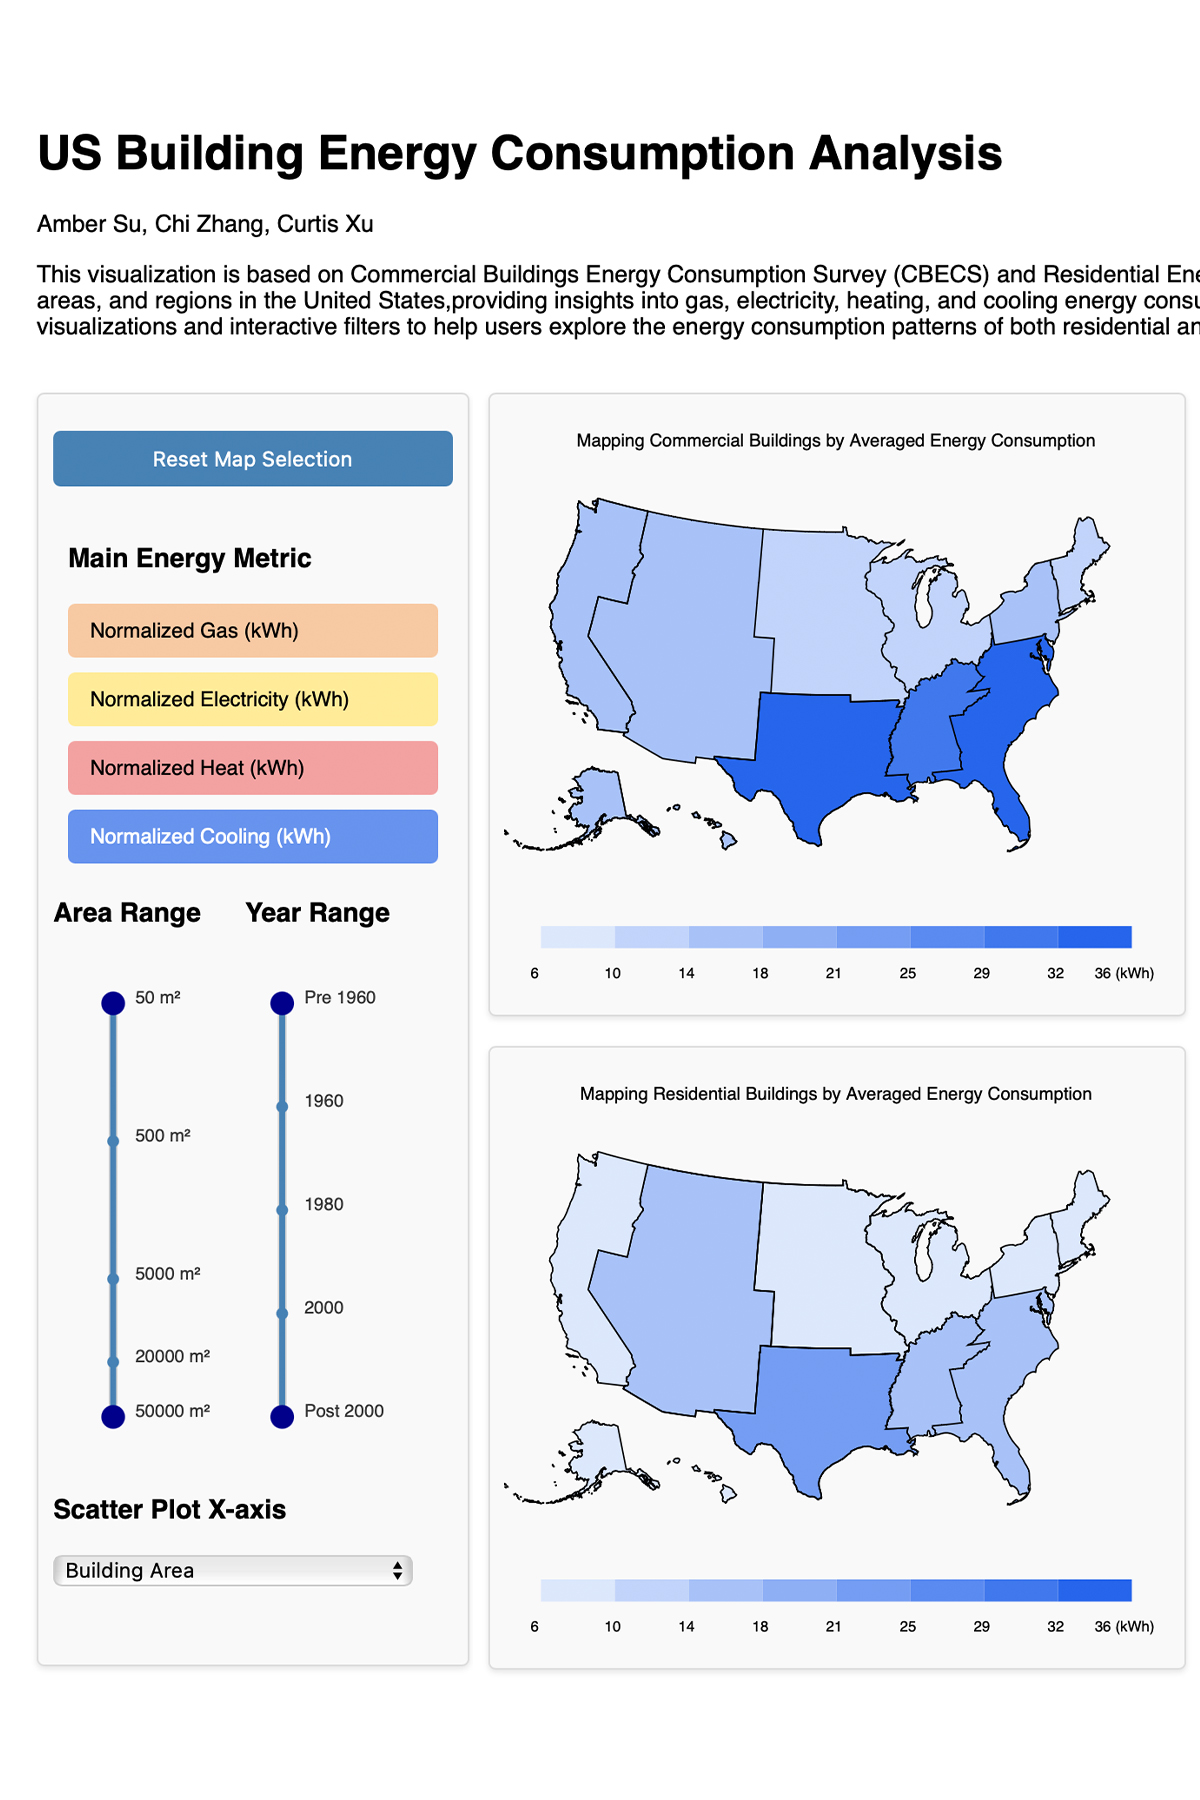 US Building Energy Consumption Analysis
Amber Su, Chi Zhang, Curtis Xu
This visualization is based on Commercial Buildings Energy Consumption Survey (CBECS) and Residential
areas, and regions in the United States,providing insights into gas, electricity, heating, and cooling energy
visualizations and interactive filters to help users explore the energy consumption patterns of both residential
Reset Map Selection
Main Energy Metric
Normalized Gas (kWh)
Normalized Electricity (kWh)
Normalized Heat (kWh)
Normalized Cooling (kWh)
Area Range
Year Range
50 m²
500 m²
5000 m²
20000 m²
50000 m²
Pre 1960
1960
1980
2000
Post 2000
Scatter Plot X-axis
Building Area
Mapping Commercial Buildings by Averaged Energy Consumption
6 10 14 18 21 25 29 32 36 (kWh)
Mapping Residential Buildings by Averaged Energy Consumption
6 10 14 18 21 25 29 32 36 (kWh)